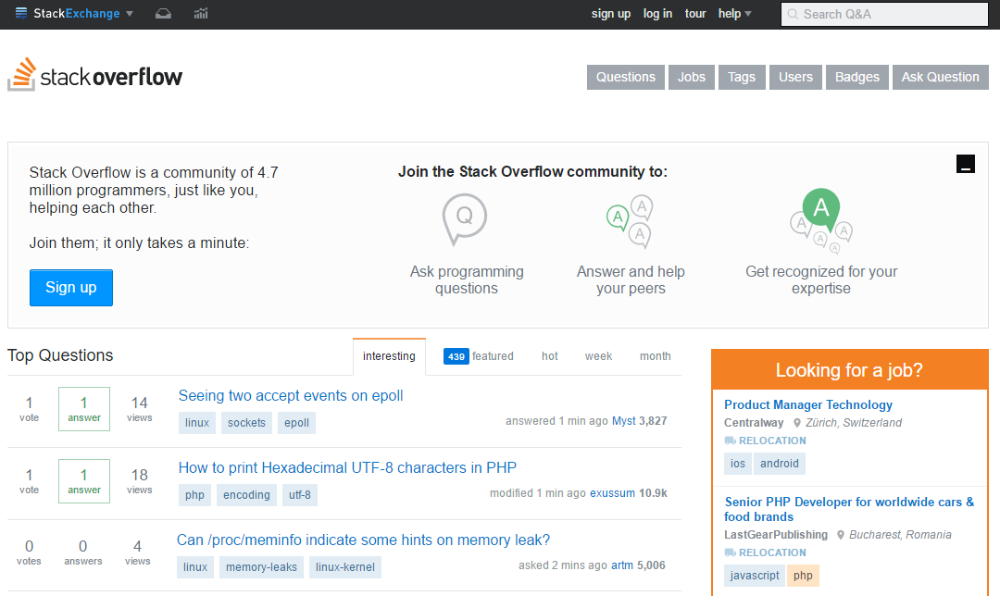 StackExchange sign up log in tour help Search Q&A
stackoverflow
Questions Jobs Tags Users Badges Ask Question
Stack Overflow is a community of 4.7
million programmers, just like you,
helping each other.
Join them; it only takes a minute:
Sign up
Join the Stack Overflow community to:
Q
Ask programming
questions
A A A
Answer and help
your peers
A A A A A
Get recognized for your
expertise
Top Questions
interesting 439 featured hot week month
1 vote
1 answer
14 views
Seeing two accept events on epoll
linux sockets epoll
answered 1 min ago Myst 3,827
1 vote
1 answer
18 views
How to print Hexadecimal UTF-8 characters in PHP
php encoding utf-8
modified 1 min ago exussum 10.9k
0 votes
0 answers
4 views
Can /proc/meminfo indicate some hints on memory leak?
linux memory-leaks linux-kernel
asked 2 mins ago artm 5,006
Looking for a job?
Product Manager Technology
Centralway Zürich, Switzerland
RELOCATION
ios android
Senior PHP Developer for worldwide cars &
food brands
LastGearPublishing Bucharest, Romania
RELOCATION
javascript php